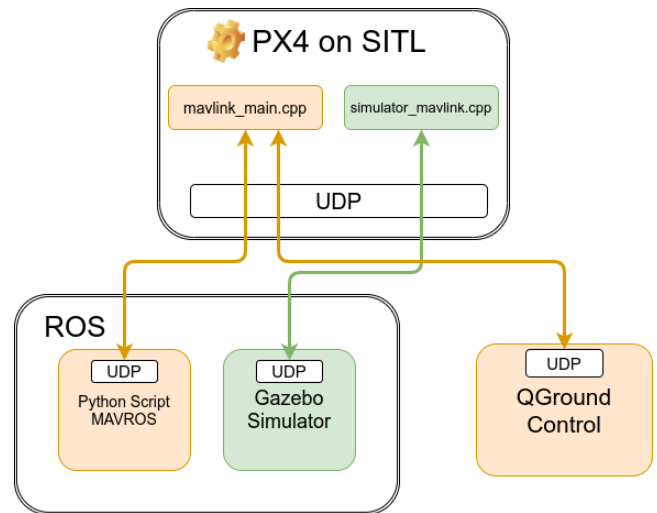 PX4 on SITL
mavlink_main.cpp
simulator_mavlink.cpp
UDP
ROS
UDP
Python Script
MAVROS
UDP
Gazebo
Simulator
UDP
QGround
Control